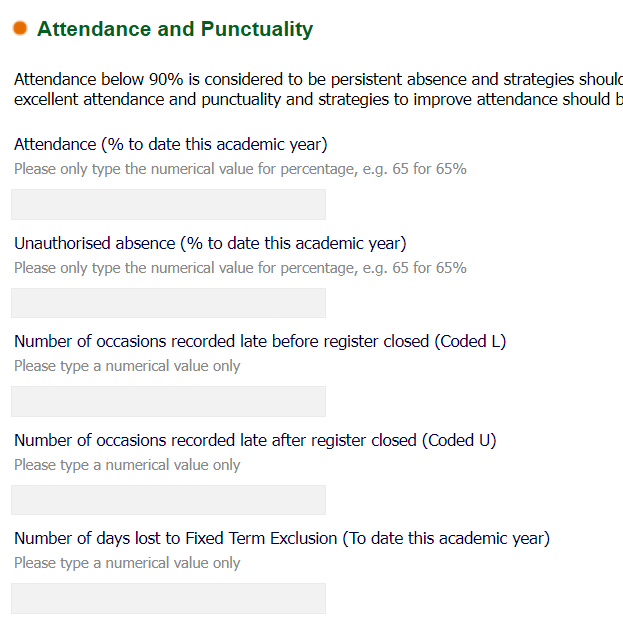 Attendance and Punctuality
Attendance below 90% is considered to be persistent absence and strategies
excellent attendance and punctuality and strategies to improve attendance should
Attendance (% to date this academic year)
Please only type the numerical value for percentage, e.g. 65 for 65%
Unauthorised absence (% to date this academic year)
Please only type the numerical value for percentage, e.g. 65 for 65%
Number of occasions recorded late before register closed (Coded L)
Please type a numerical value only
Number of occasions recorded late after register closed (Coded U)
Please type a numerical value only
Number of days lost to Fixed Term Exclusion (To date this academic year)
Please type a numerical value only